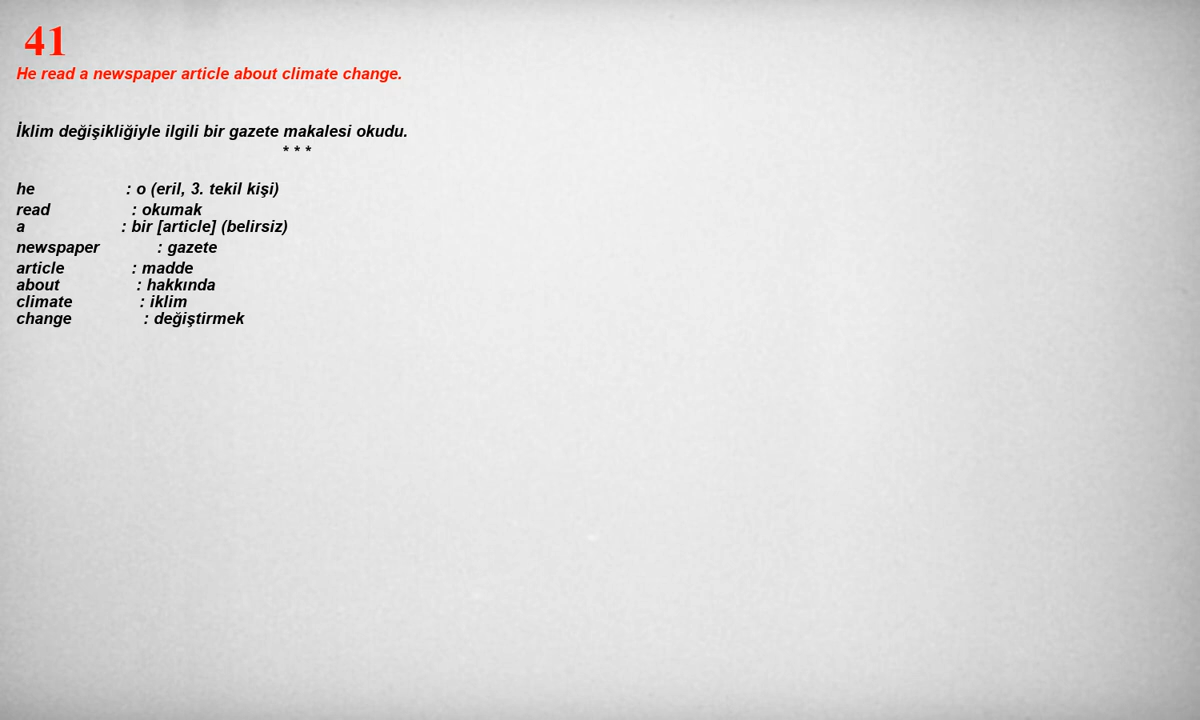 41
He read a newspaper article about climate change.
İklim değişikliğiyle ilgili bir gazete makalesi okudu.
* * *
he : o (eril, 3. tekil kişi)
read : okumak
a : bir [article] (belirsiz)
newspaper : gazete
article : madde
about : hakkında
climate : iklim
change : değiştirmek